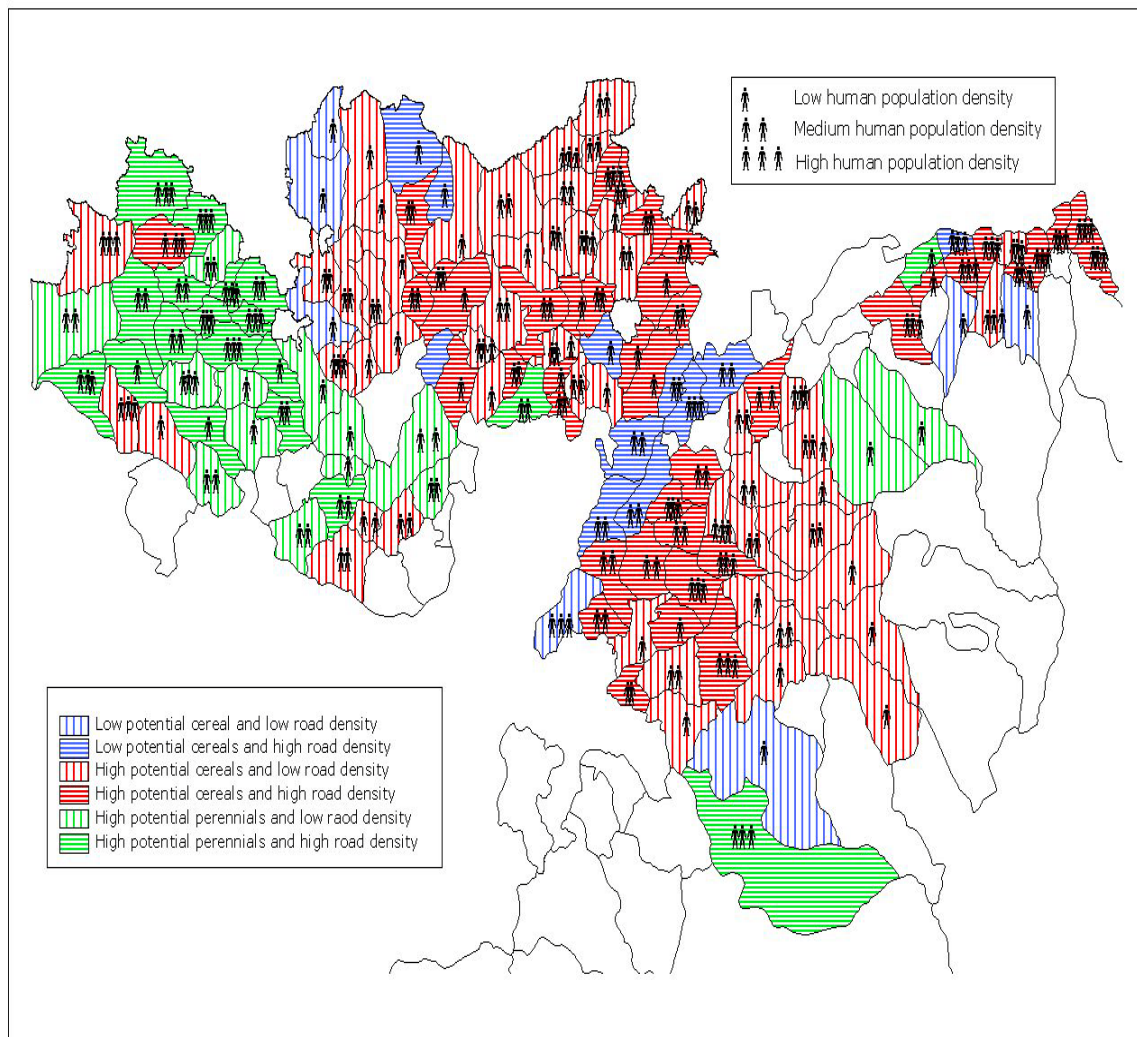 Low human population density
Medium human population density
High human population density
Low potential cereal and low road density
Low potential cereals and high road density
High potential cereals and low road density
High potential cereals and high road density
High potential perennials and low raod density
High potential perennials and high road density